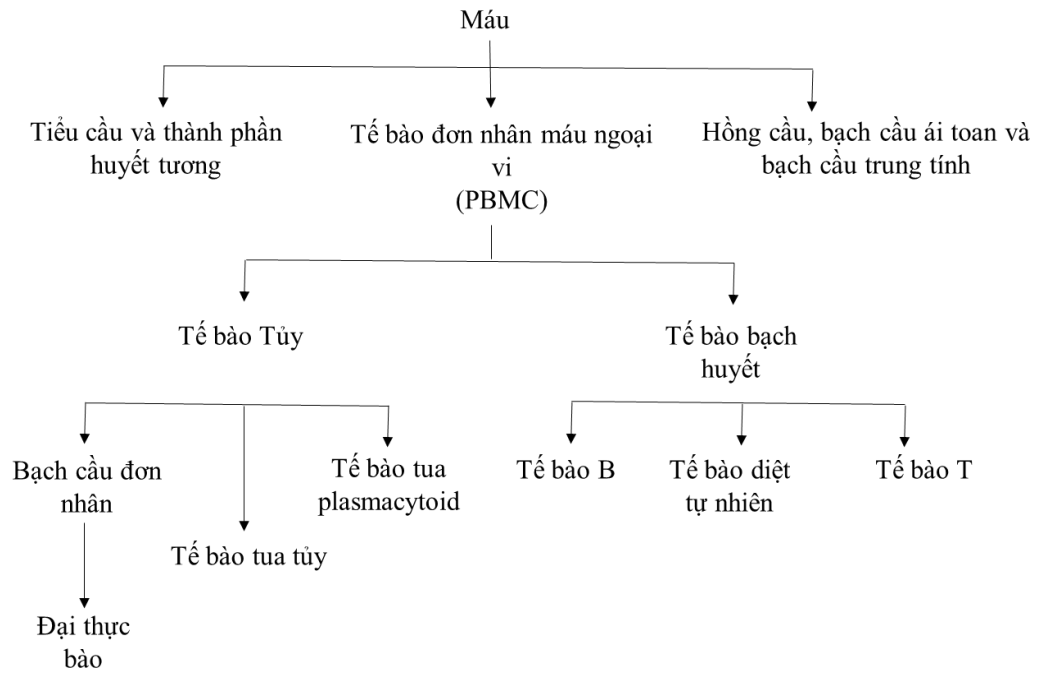 Máu
Tiểu cầu và thành phần
huyết tương
Tế bào đơn nhân máu ngoại
vi
(PBMC)
Hồng cầu, bạch cầu ái toan và
bạch cầu trung tính
Tế bào Tủy
Tế bào bạch
huyết
Bạch cầu đơn
nhân
Tế bào tua
plasmacytoid
Tế bào B
Tế bào diệt
tự nhiên
Tế bào T
Tế bào tua tủy
Đại thực
bào